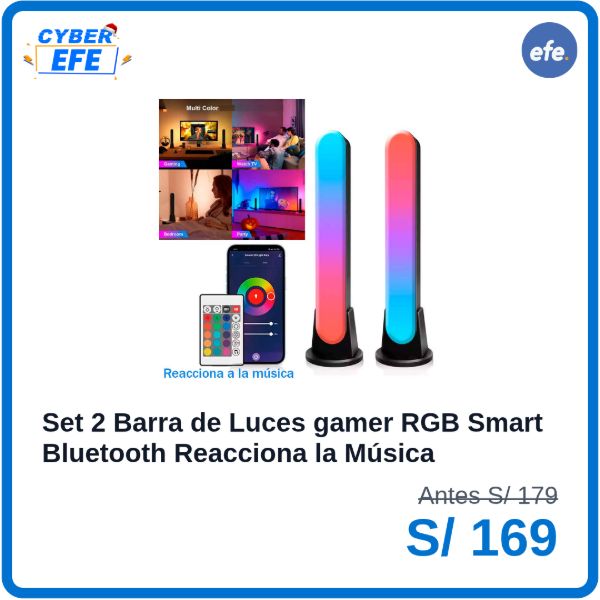 CYBER
EFE
efe.
Multi Color
Gaming
Watch TV
Bedroom
Party
Reacciona a la música
Set 2 Barra de Luces gamer RGB Smart
Bluetooth Reacciona la Música
Antes S/ 179
S/ 169